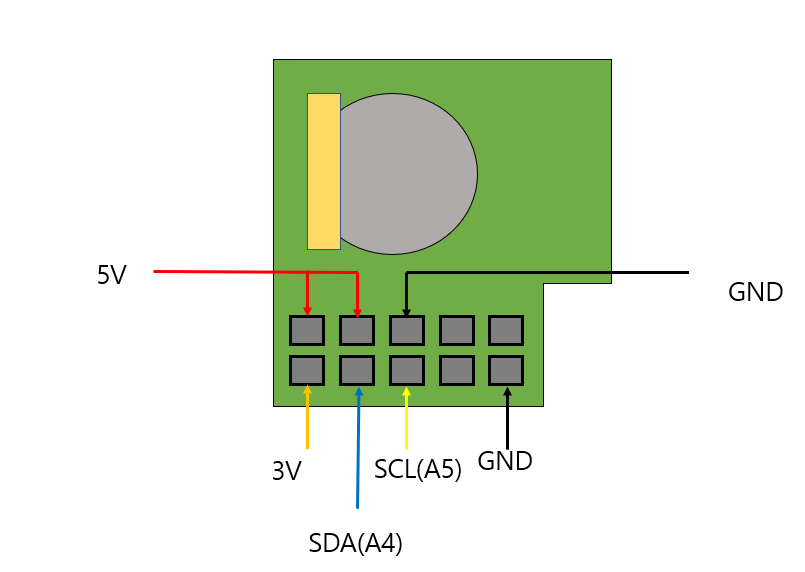 5V
GND
3V
SCL(A5)
GND
SDA(A4)